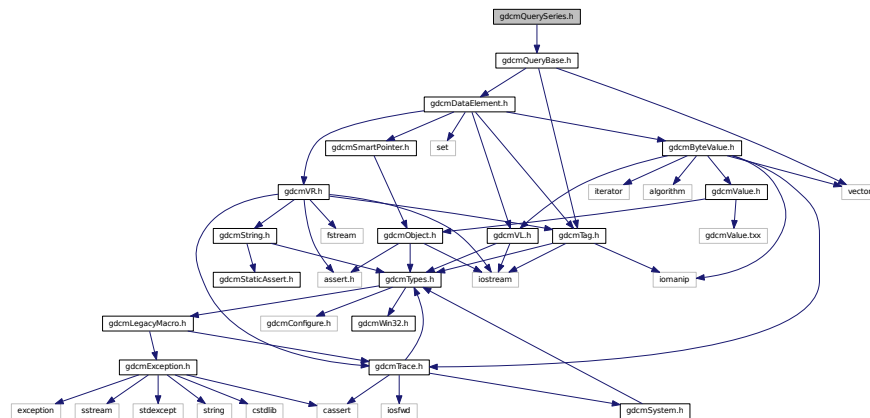 gdcmQuerySeries.h
gdcmQueryBase.h
gdcmDataElement.h
gdcmSmartPointer.h
set
gdcmByteValue.h
gdcmVR.h
iterator
algorithm
gdcmValue.h
vector
gdcmString.h
fstream
gdcmObject.h
gdcmVL.h
gdcmTag.h
gdcmValue.txx
gdcmStaticAssert.h
assert.h
gdcmTypes.h
iostream
iomanip
gdcmLegacyMacro.h
gdcmConfigure.h
gdcmWin32.h
gdcmException.h
gdcmTrace.h
exception
sstream
stdexcept
string
cstdlib
cassert
iosfwd
gdcmSystem.h